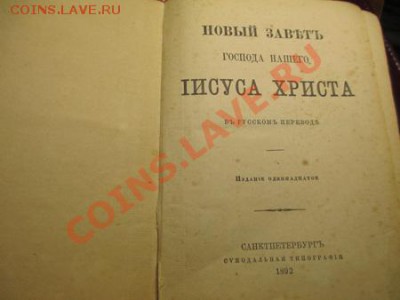 COINS.LAVE.RU
НОВЫЙ ЗАВѢТЪ
ГОСПОДА НАШЕГО,
ІИСУСА ХРИСТА
ВЪ РУССКОМЪ ПЕРЕВОДѢ
ИЗДАНІЕ ОДИННАДЦАТОЕ
САНКТПЕТЕРБУРГЪ
СУНОДАЛЬНАЯ ТИПОГРАФІЯ
1892
COINS.LAVE.RU